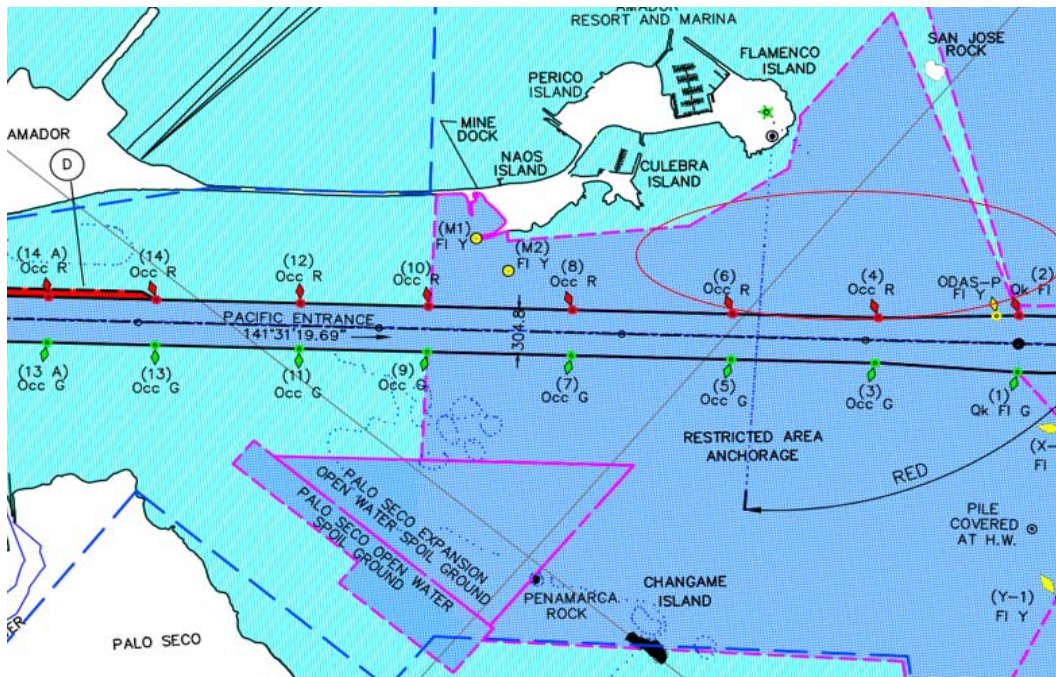 AMADOR
RESORT AND MARINA
FLAMENCO
ISLAND
SAN JOSE
ROCK
PERICO
ISLAND
MINE
DOCK
AMADOR
D
NAOS
ISLAND
CULEBRA
ISLAND
(M1)
Fl Y
(M2)
Fl Y
(14 A)
Occ R
(14)
Occ R
(12)
Occ R
(10)
Occ R
(8)
Occ R
(6)
Occ R
(4)
Occ R
ODAS-P
Fl Y
(2)
Qk Fl
PACIFIC ENTRANCE
141°31'19.69"
304.8
(13 A)
Occ G
(13)
Occ G
(11)
Occ G
(9)
Occ G
(7)
Occ G
(5)
Occ G
(3)
Occ G
(1)
Qk Fl G
RESTRICTED AREA
ANCHORAGE
RED
(X-
Fl
PALO SECO EXPANSION
OPEN WATER SPOIL GROUND
PALO SECO OPEN WATER
SPOIL GROUND
PILE
COVERED
AT H.W.
PENAMARCA
ROCK
CHANGAME
ISLAND
(Y-1)
Fl Y
PALO SECO